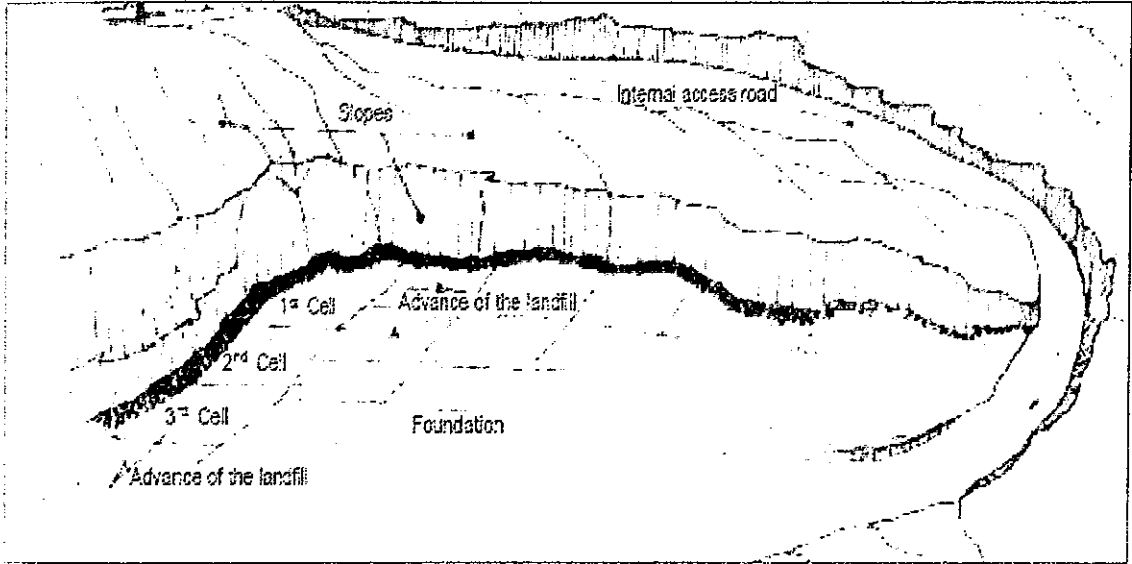 Internal access road
Slopes
Advance of the landfill
1st Cell
2nd Cell
3rd Cell
Foundation
Advance of the landfill